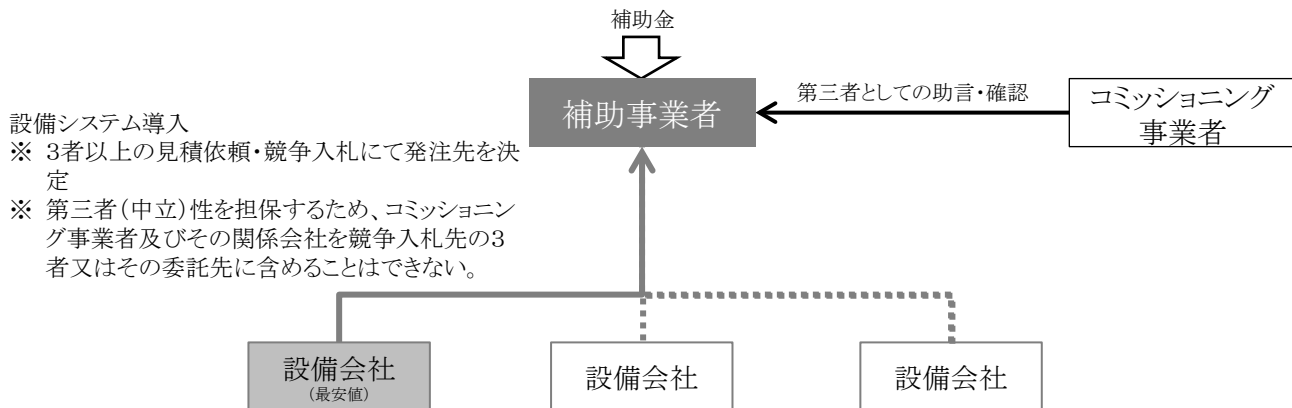 補助金
補助事業者
第三者としての助言・確認
コミッショニング
事業者
設備システム導入
※ 3者以上の見積依頼・競争入札にて発注先を決
定
※ 第三者(中立)性を担保するため、コミッショニン
グ事業者及びその関係会社を競争入札先の3
者又はその委託先に含めることはできない。
設備会社
(最安値)
設備会社
設備会社